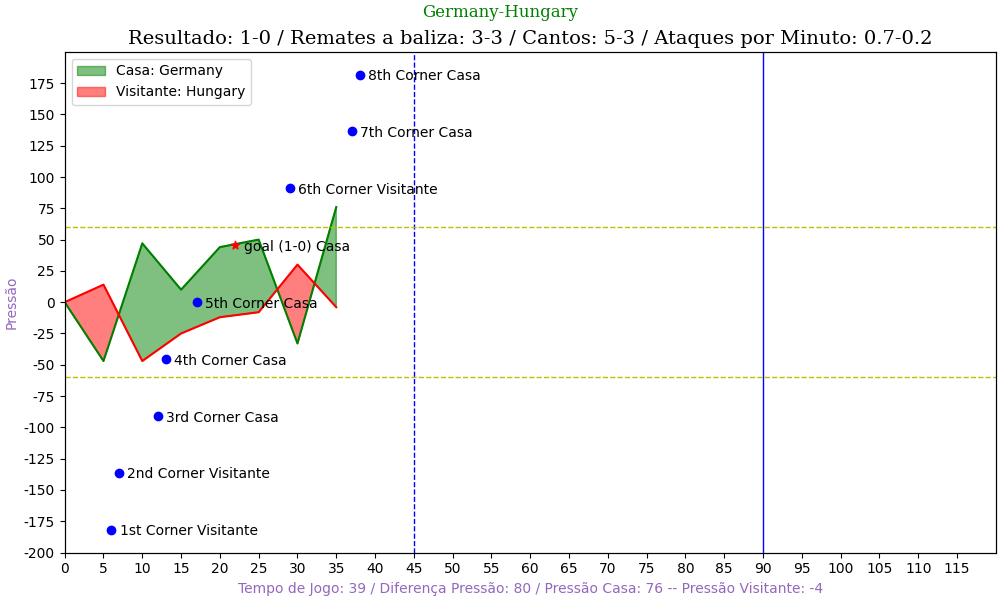 Germany-Hungary
Resultado: 1-0 / Remates a baliza: 3-3 / Cantos: 5-3 / Ataques por Minuto: 0.7-0.2
Casa: Germany
Visitante: Hungary
8th Corner Casa
7th Corner Casa
6th Corner Visitante
goal (1-0) Casa
5th Corner Casa
4th Corner Casa
3rd Corner Casa
2nd Corner Visitante
1st Corner Visitante
Pressão
175
150
125
100
75
50
25
0
-25
-50
-75
-100
-125
-150
-175
-200
0 5 10 15 20 25 30 35 40 45 50 55 60 65 70 75 80 85 90 95 100 105 110 115
Tempo de Jogo: 39 / Diferença Pressão: 80 / Pressão Casa: 76 -- Pressão Visitante: -4